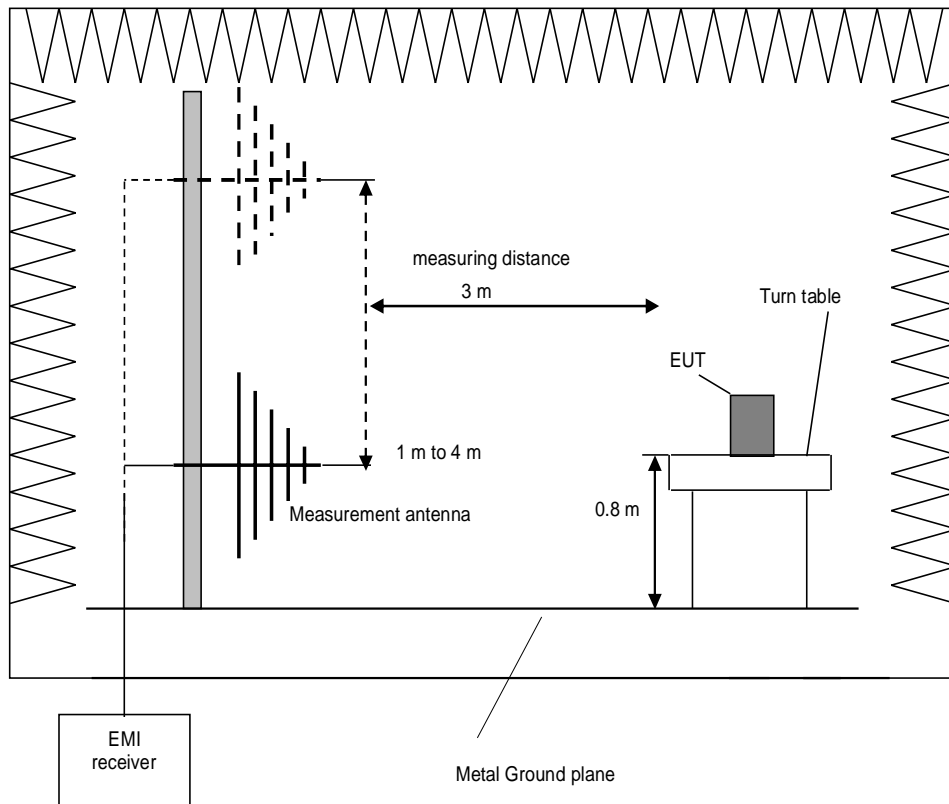 measuring distance
3 m
Turn table
EUT
1 m to 4 m
0.8 m
Measurement antenna
EMI
receiver
Metal Ground plane